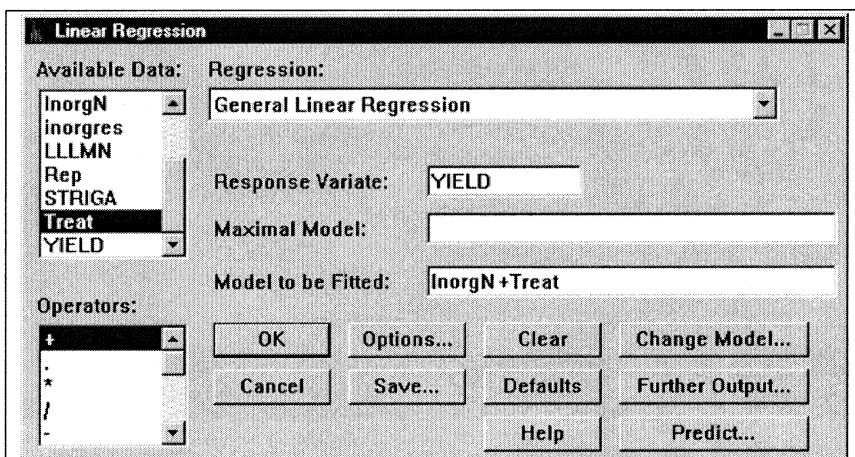 Linear Regression
Available Data:
InorgN
inorgres
LLLMN
Rep
STRIGA
Treat
YIELD
Operators:
+
.
*
/
-
Regression:
General Linear Regression
Response Variate: YIELD
Maximal Model:
Model to be Fitted: InorgN+Treat
OK Options... Clear Change Model...
Cancel Save... Defaults Further Output...
Help Predict...